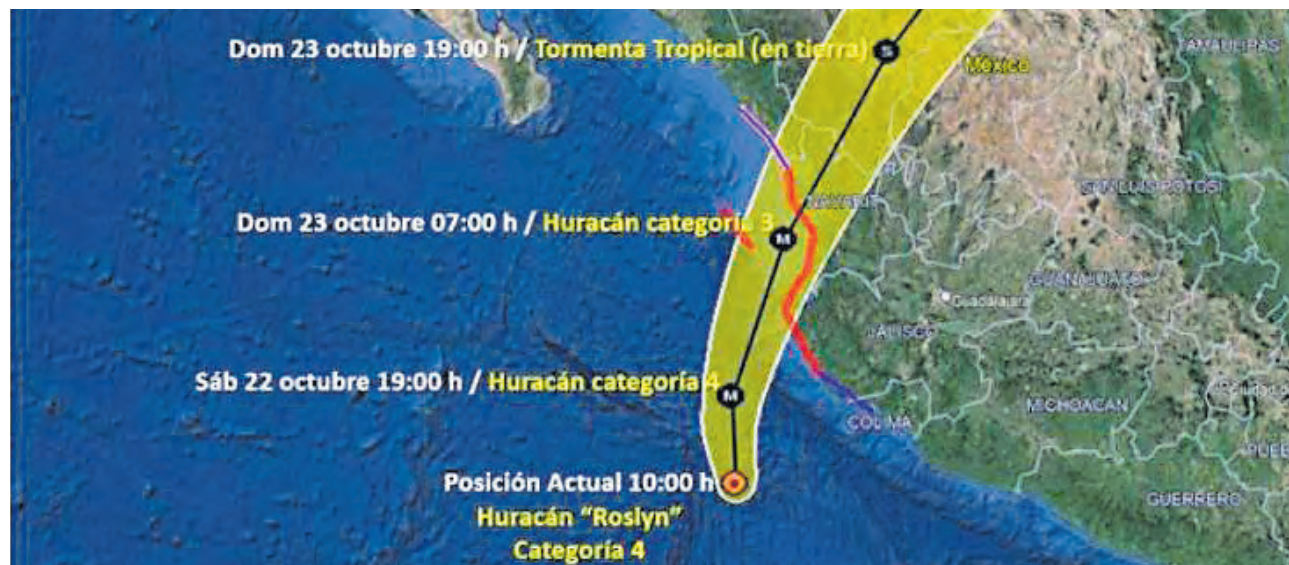 Dom 23 octubre 19:00 h / Tormenta Tropical (en tierra)
S
TAMAULIPAS
México
SAN LUIS POTOSI
NAYARIT
Dom 23 octubre 07:00 h / Huracán categoría 3
M
GUANAJUATO
Guadalajara
JALISCO
Sáb 22 octubre 19:00 h / Huracán categoría 4
M
MICHOACAN
COLIMA
Posición Actual 10:00 h
GUERRERO
Huracán "Roslyn"
Categoría 4